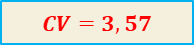 CV = 3,57